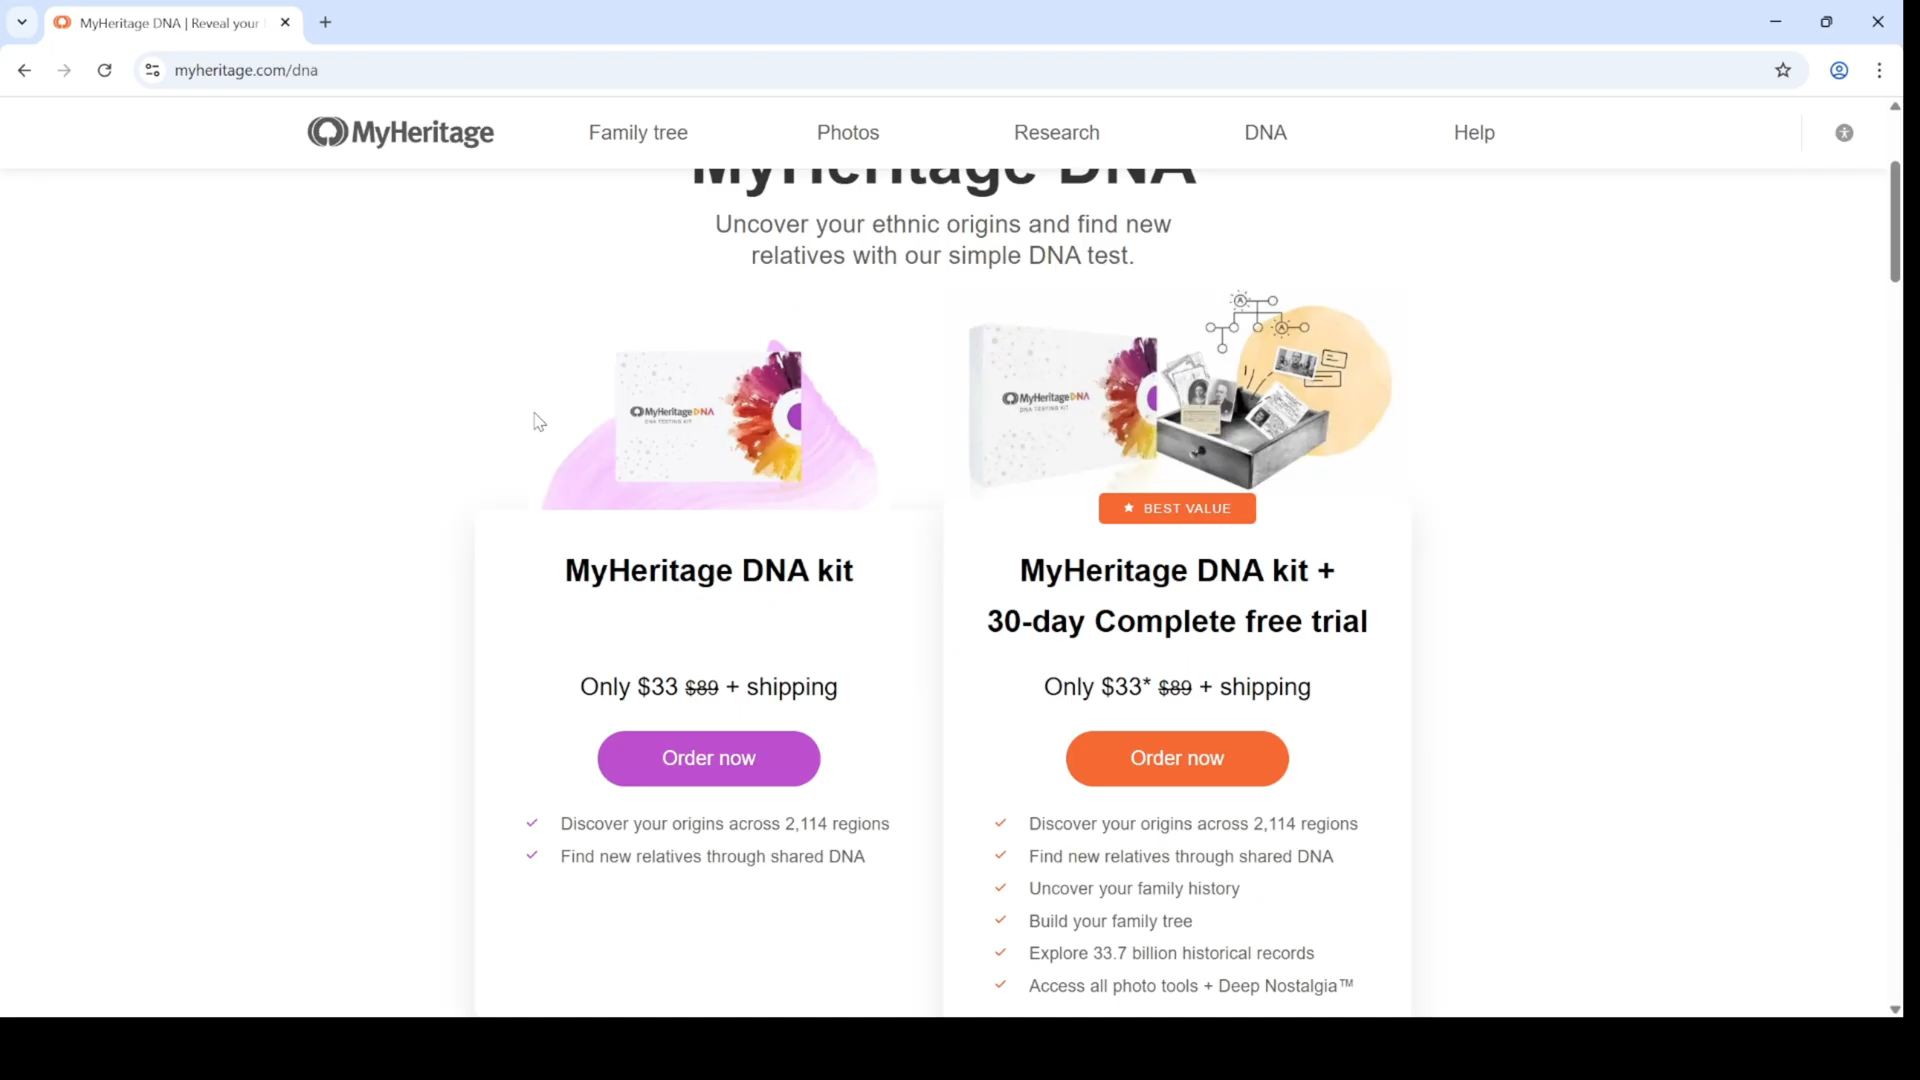 MyHeritage DNA | Reveal your
myheritage.com/dna
MyHeritage
Family tree
Photos
Research
DNA
Help
MyHeritage DNA
Uncover your ethnic origins and find new
relatives with our simple DNA test.
MyHeritage DNA
DNA TESTING KIT
MyHeritage DNA
DNA TESTING KIT
★ BEST VALUE
MyHeritage DNA kit
Only $33 $89 + shipping
Order now
Discover your origins across 2,114 regions
Find new relatives through shared DNA
MyHeritage DNA kit +
30-day Complete free trial
Only $33* $89 + shipping
Order now
Discover your origins across 2,114 regions
Find new relatives through shared DNA
Uncover your family history
Build your family tree
Explore 33.7 billion historical records
Access all photo tools + Deep Nostalgia™